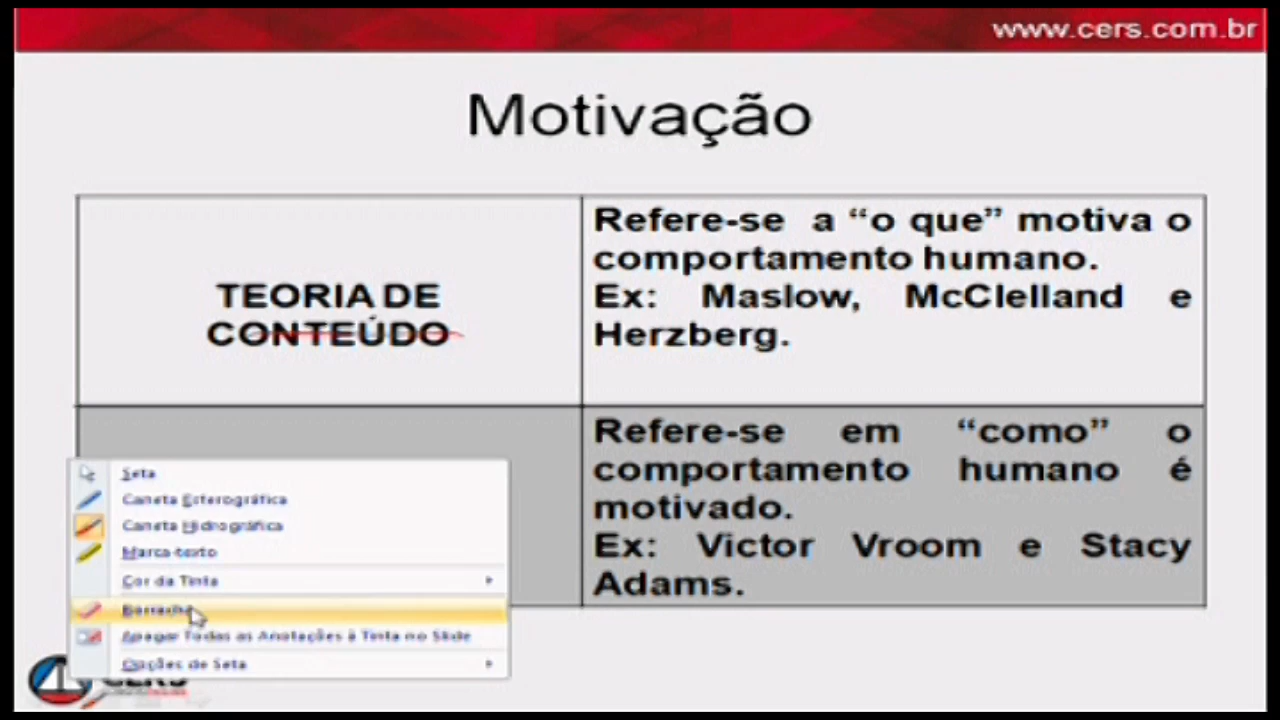 www.cers.com.br
Motivação
TEORIA DE
CONTEÚDO
Refere-se a “o que” motiva o
comportamento humano.
Ex: Maslow, McClelland e
Herzberg.
Refere-se em “como” o
comportamento humano é
motivado.
Ex: Victor Vroom e Stacy
Adams.
Seta
Caneta Esferográfica
Caneta Hidrográfica
Marca-texto
Cor da Tinta
Borracha
Apagar Todas as Anotações à Tinta no Slide
Opções de Seta
CERS